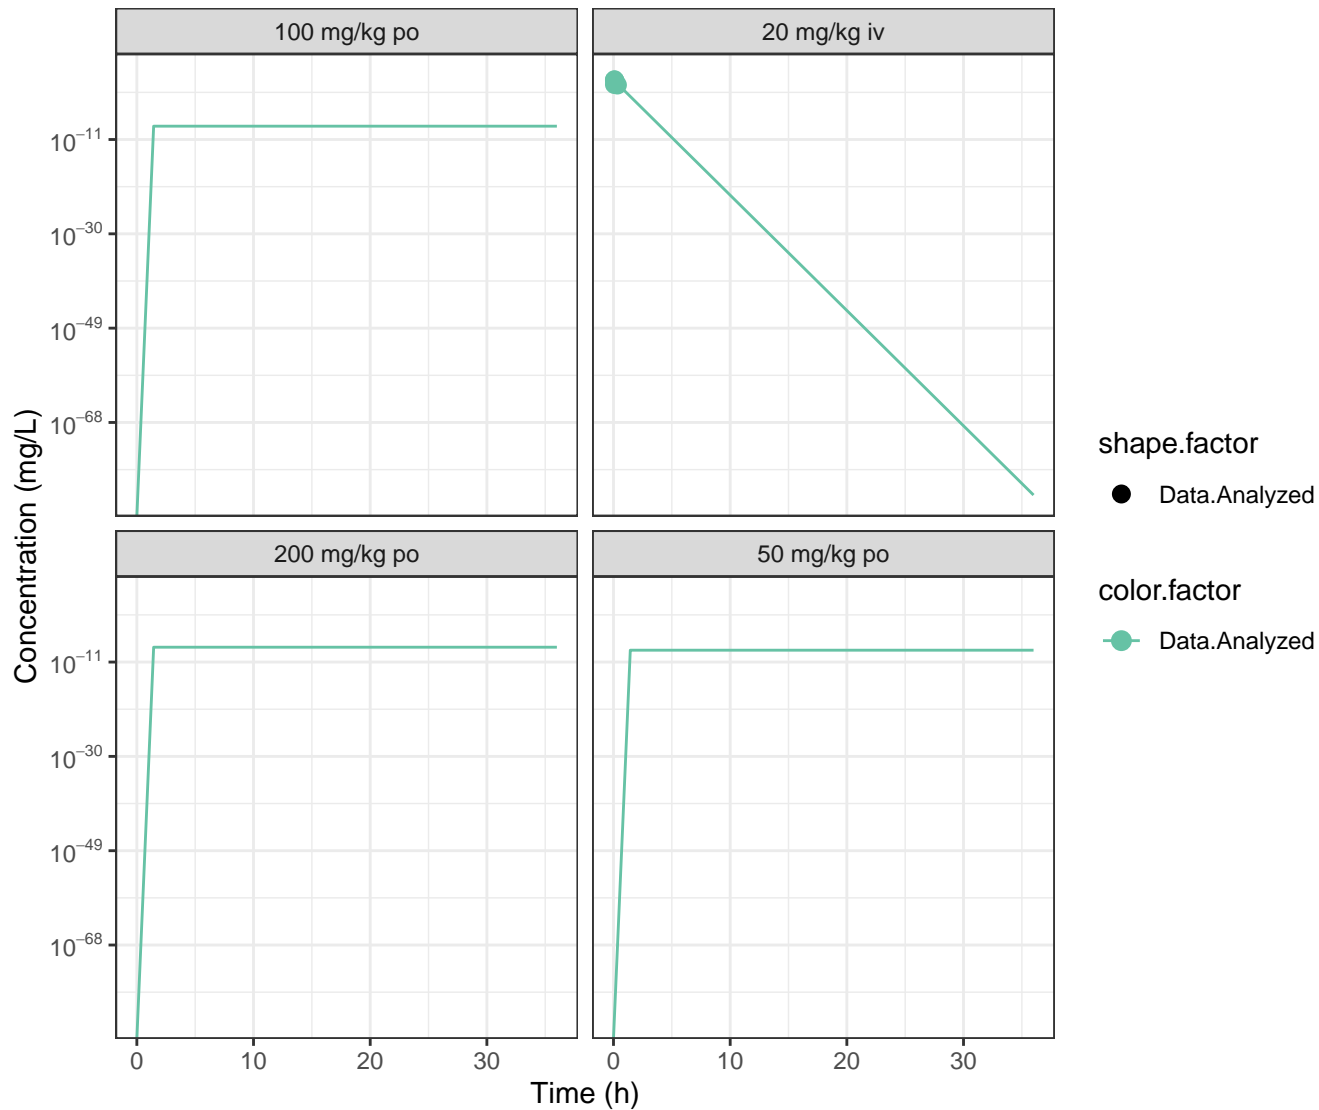 100 mg/kg po
20 mg/kg iv
10⁻¹¹
10⁻³⁰
10⁻⁴⁹
10⁻⁶⁸
200 mg/kg po
50 mg/kg po
10⁻¹¹
10⁻³⁰
10⁻⁴⁹
10⁻⁶⁸
0 10 20 30
0 10 20 30
Time (h)
Concentration (mg/L)
shape.factor
Data.Analyzed
color.factor
Data.Analyzed